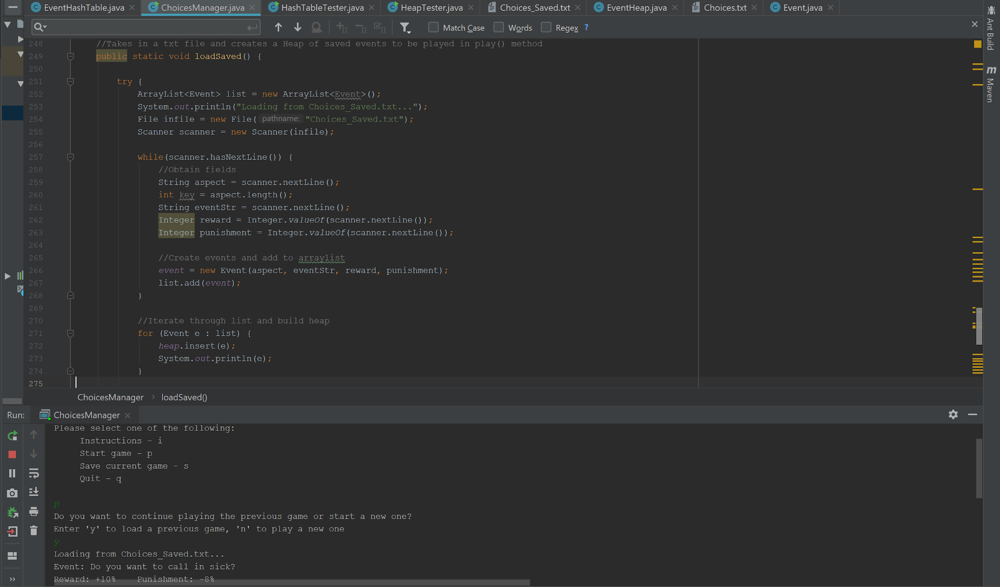 EventHashTable.java ChoicesManager.java HashTableTester.java HeapTester.java Choices_Saved.txt EventHeap.java Choices.txt Event.java
Match Case Words Regex ?
Ant Build
Maven
248 //Takes in a txt file and creates a Heap of saved events to be played in play() method
249 public static void loadSaved() {
250
251 try {
252 ArrayList<Event> list = new ArrayList<Event>();
253 System.out.println("Loading from Choices_Saved.txt...");
254 File infile = new File( pathname: "Choices_Saved.txt");
255 Scanner scanner = new Scanner(infile);
256
257 while(scanner.hasNextLine()) {
258 //Obtain fields
259 String aspect = scanner.nextLine();
260 int key = aspect.length();
261 String eventStr = scanner.nextLine();
262 Integer reward = Integer.valueOf(scanner.nextLine());
263 Integer punishment = Integer.valueOf(scanner.nextLine());
264
265 //Create events and add to arraylist
266 event = new Event(aspect, eventStr, reward, punishment);
267 list.add(event);
268 }
269
270 //Iterate through list and build heap
271 for (Event e : list) {
272 heap.insert(e);
273 System.out.println(e);
274 }
275
ChoicesManager › loadSaved()
Run: ChoicesManager
Please select one of the following:
Instructions - i
Start game - p
Save current game - s
Quit - q
p
Do you want to continue playing the previous game or start a new one?
Enter 'y' to load a previous game, 'n' to play a new one
y
Loading from Choices_Saved.txt...
Event: Do you want to call in sick?
Reward: +10% Punishment: -8%